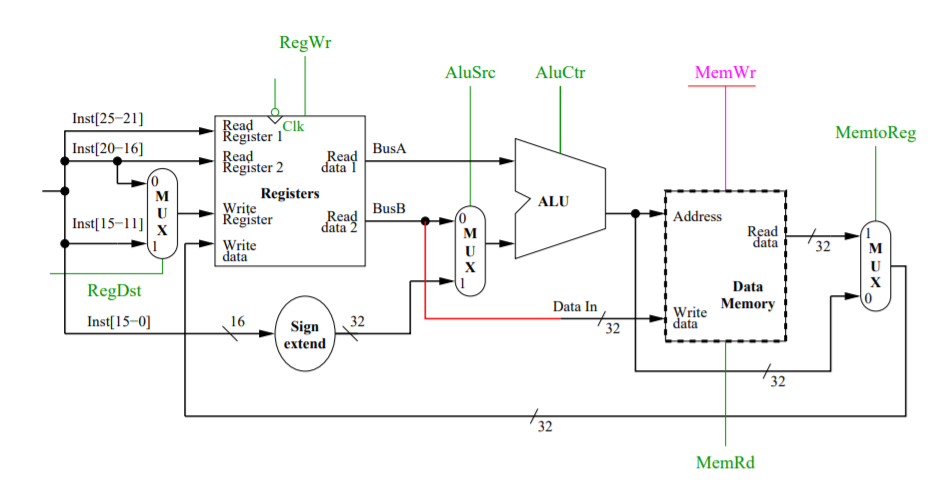 RegWr
AluSrc
AluCtr
MemWr
MemtoReg
Inst[25−21]
Inst[20−16]
Inst[15−11]
RegDst
Inst[15−0]
0
M
U
X
1
Clk
Read
Register 1
Read
Register 2
Registers
Write
Register
Write
data
Read
data 1
Read
data 2
BusA
BusB
16
Sign
extend
32
0
M
U
X
1
ALU
Data In
32
Address
Read
data
Data
Memory
Write
data
32
1
M
U
X
0
32
32
MemRd